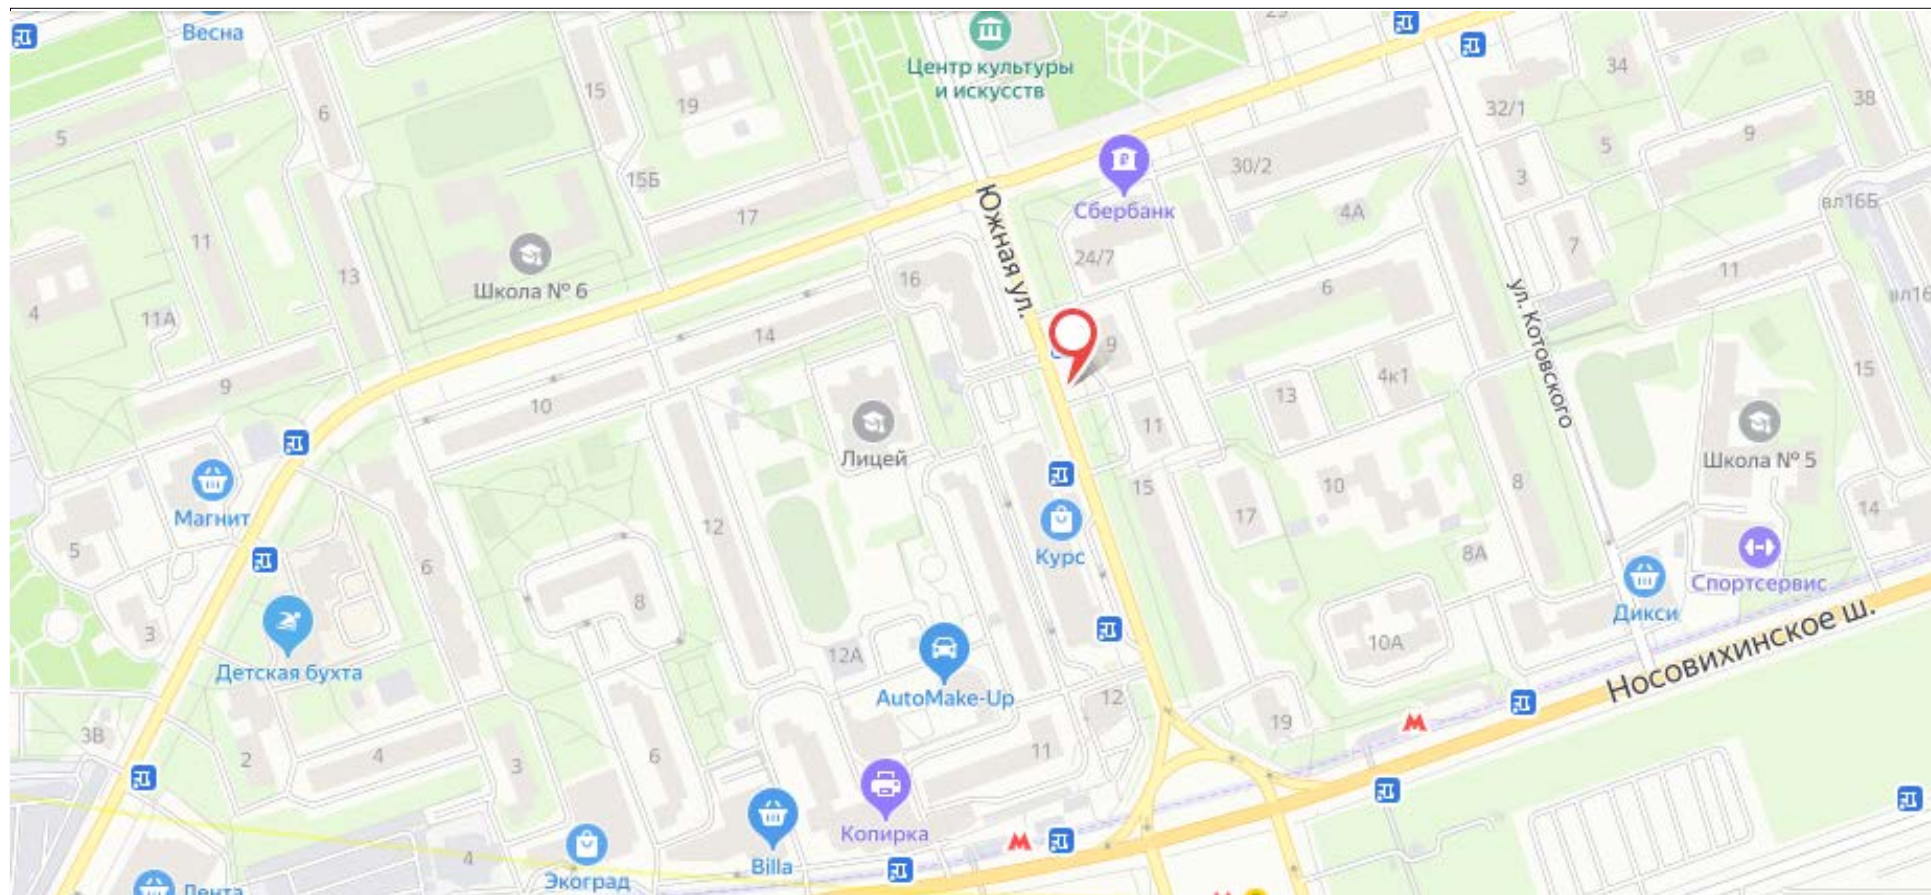 Весна
Центр культуры
и искусств
29
34
15
19
6
32/1
38
5
9
5
Сбербанк
30/2
3
15Б
17
Южная ул.
4А
вл16Б
11
24/7
7
13
Школа № 6
16
6
11
ул. Котовского
4
11А
14
9
9
10
4к1
15
13
Лицей
11
Школа № 5
Магнит
12
15
10
8
14
17
5
6
Курс
8А
Спортсервис
8
Дикси
3
Носовихинское ш.
Детская бухта
12А
10А
AutoMake-Up
12
19
3В
2
4
3
6
11
Копирка
4
Billa
Экоград
Лента